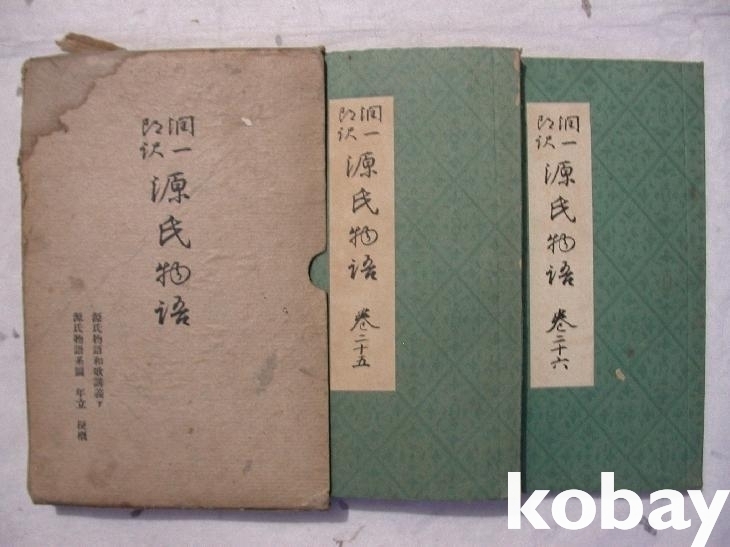 潤一郎訳
源氏物語
源氏物語和歌講義下
源氏物語系図 年立 梗概
潤一郎訳
源氏物語
巻二十五
潤一郎訳
源氏物語
巻二十六
kobay